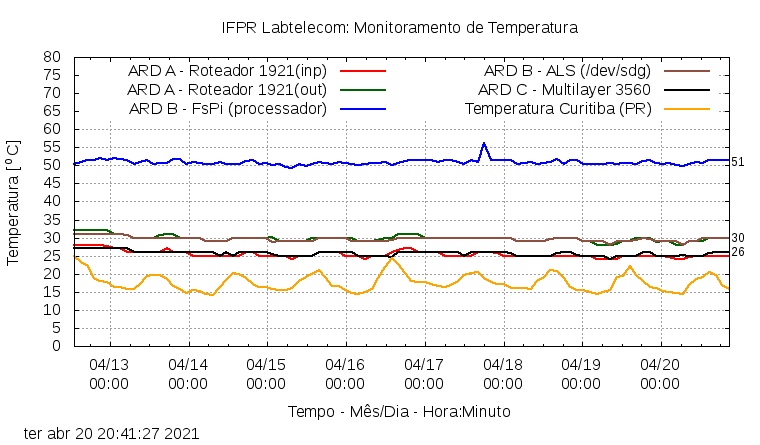 IFPR Labtelecom: Monitoramento de Temperatura
Temperatura [ºC]
80
75
70
65
60
55
50
45
40
35
30
25
20
15
10
5
0
ARD A - Roteador 1921(inp)
ARD A - Roteador 1921(out)
ARD B - FsPi (processador)
ARD B - ALS (/dev/sdg)
ARD C - Multilayer 3560
Temperatura Curitiba (PR)
51
30
26
04/13 04/14 04/15 04/16 04/17 04/18 04/19 04/20
00:00 00:00 00:00 00:00 00:00 00:00 00:00 00:00
Tempo - Mês/Dia - Hora:Minuto
ter abr 20 20:41:27 2021